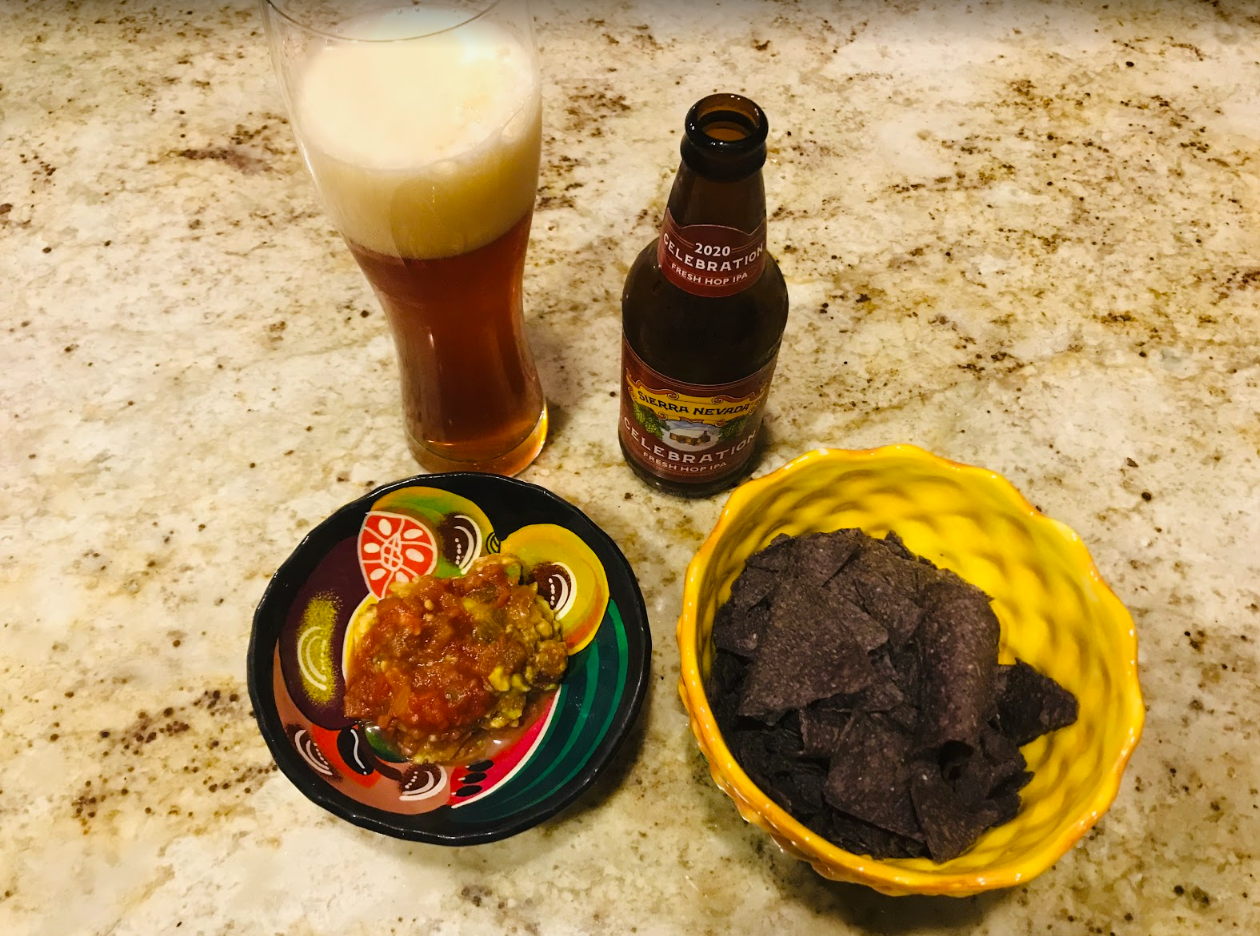 2020
CELEBRATION
FRESH HOP IPA
SIERRA NEVADA
CELEBRATION
FRESH HOP IPA